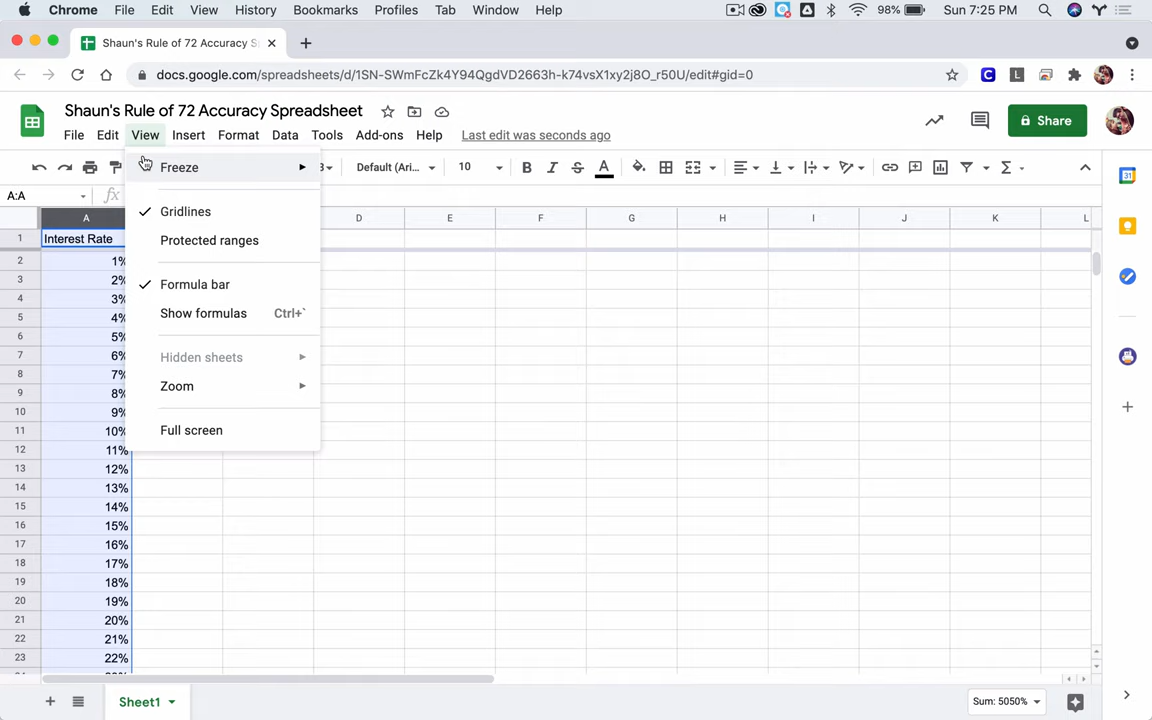 Chrome File Edit View History Bookmarks Profiles Tab Window Help 98% Sun 7:25 PM
Shaun's Rule of 72 Accuracy S
docs.google.com/spreadsheets/d/1SN-SWmFcZk4Y94QgdVD2663h-k74vsX1xy2j8O_r50U/edit#gid=0
Shaun's Rule of 72 Accuracy Spreadsheet
Share
File Edit View Insert Format Data Tools Add-ons Help Last edit was seconds ago
Default (Ari... 10 B I S A
A:A fx
Freeze
Gridlines
Protected ranges
Formula bar
Show formulas Ctrl+`
Hidden sheets
Zoom
Full screen
A D E F G H I J K L
1 Interest Rate
2 1%
3 2%
4 3%
5 4%
6 5%
7 6%
8 7%
9 8%
10 9%
11 10%
12 11%
13 12%
14 13%
15 14%
16 15%
17 16%
18 17%
19 18%
20 19%
21 20%
22 21%
23 22%
Sheet1
Sum: 5050%